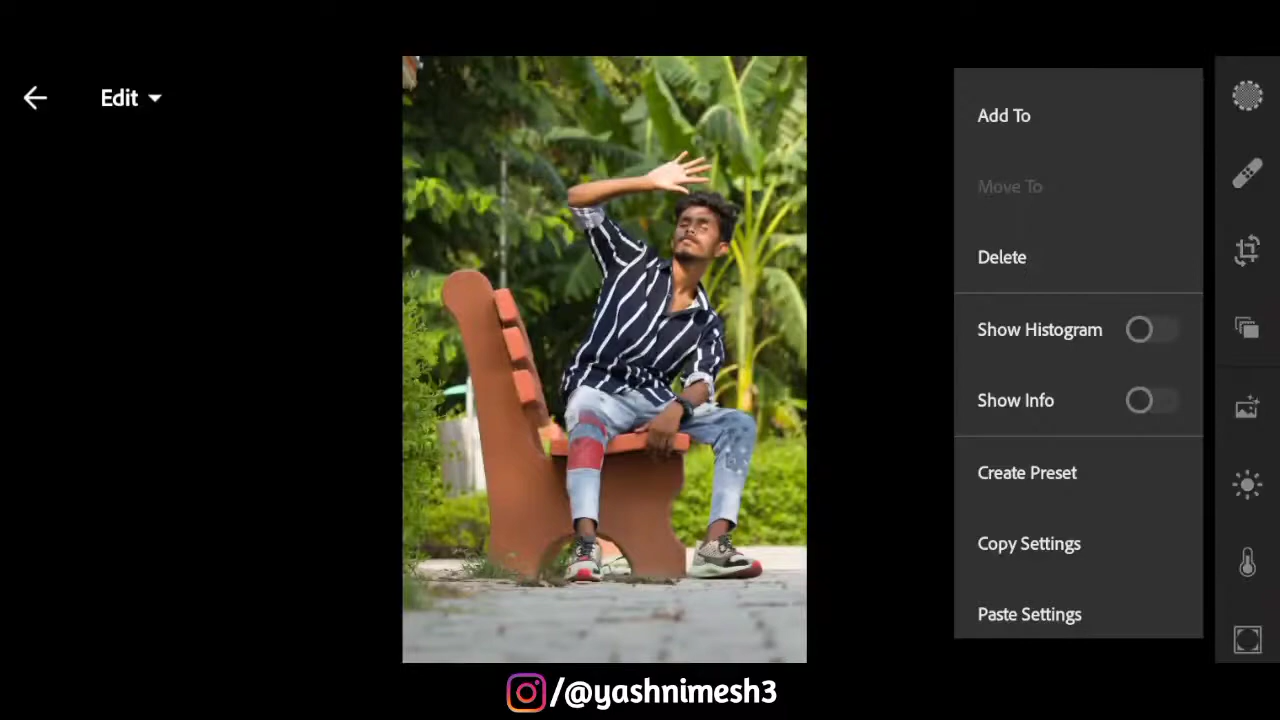 Edit
Add To
Move To
Delete
Show Histogram
Show Info
Create Preset
Copy Settings
Paste Settings
/@yashnimesh3